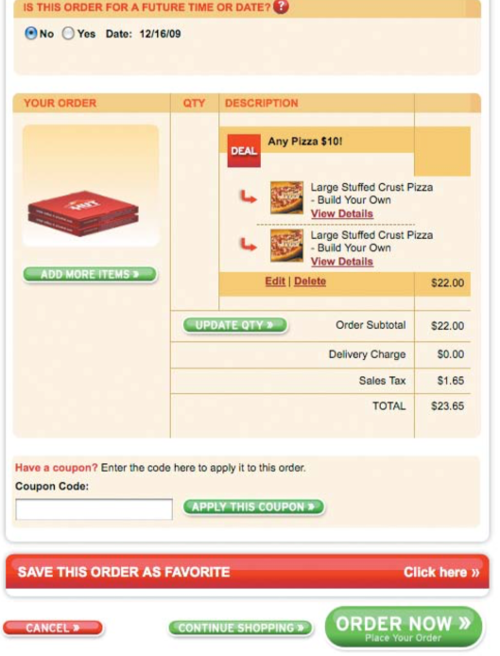 IS THIS ORDER FOR A FUTURE TIME OR DATE? ?
No Yes Date: 12/16/09
YOUR ORDER QTY DESCRIPTION
DEAL Any Pizza $10!
Large Stuffed Crust Pizza
- Build Your Own
View Details
Large Stuffed Crust Pizza
- Build Your Own
View Details
ADD MORE ITEMS »
Edit | Delete $22.00
UPDATE QTY » Order Subtotal $22.00
Delivery Charge $0.00
Sales Tax $1.65
TOTAL $23.65
Have a coupon? Enter the code here to apply it to this order.
Coupon Code:
APPLY THIS COUPON »
SAVE THIS ORDER AS FAVORITE Click here »
CANCEL » CONTINUE SHOPPING » ORDER NOW »
Place Your Order